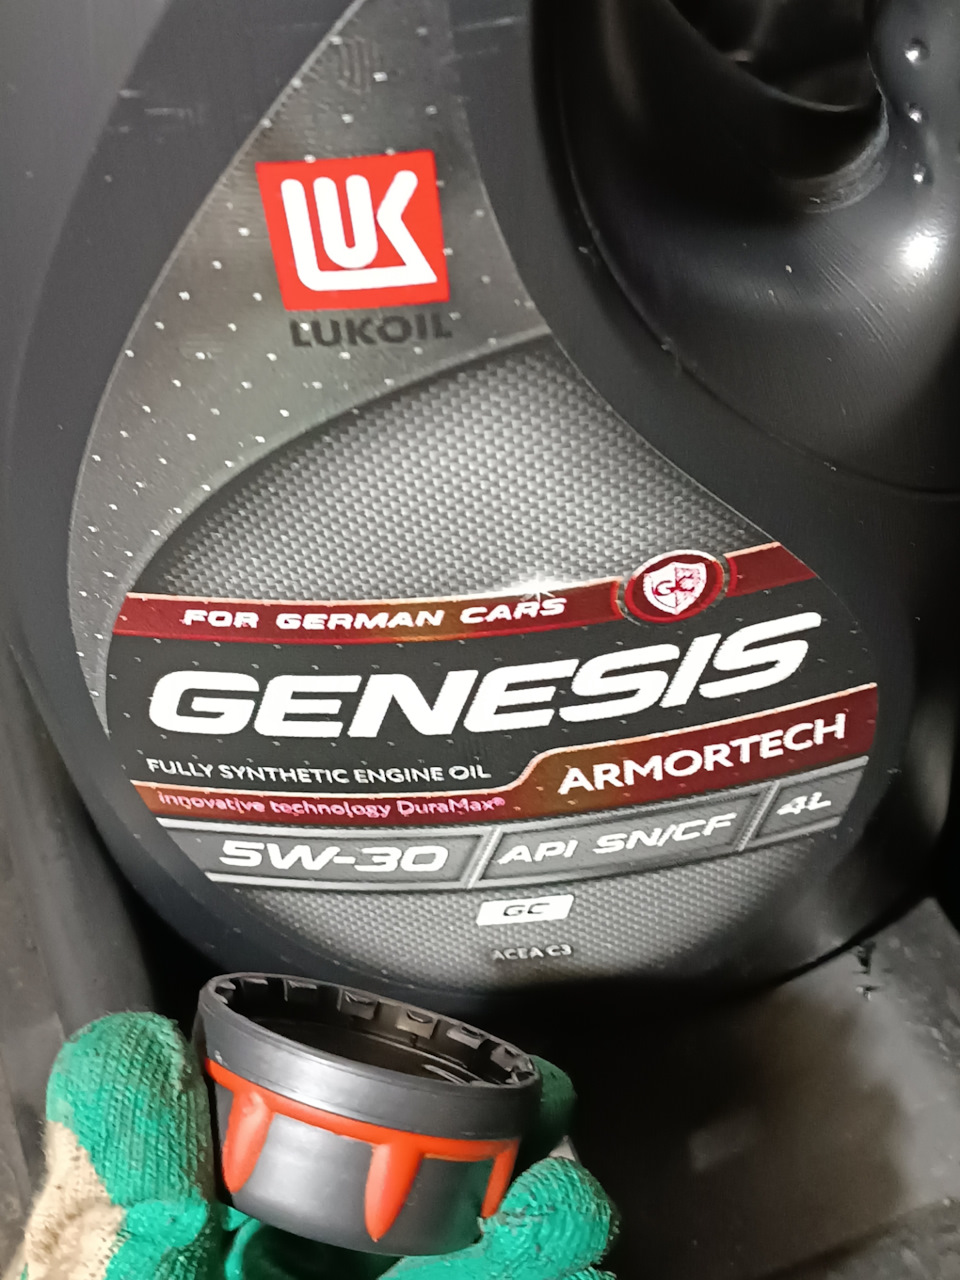 LUK
LUKOIL
FOR GERMAN CARS
GC
GENESIS
FULLY SYNTHETIC ENGINE OIL
ARMORTECH
innovative technology DuraMax®
5W-30
API SN/CF
4L
GC
ACEA C3